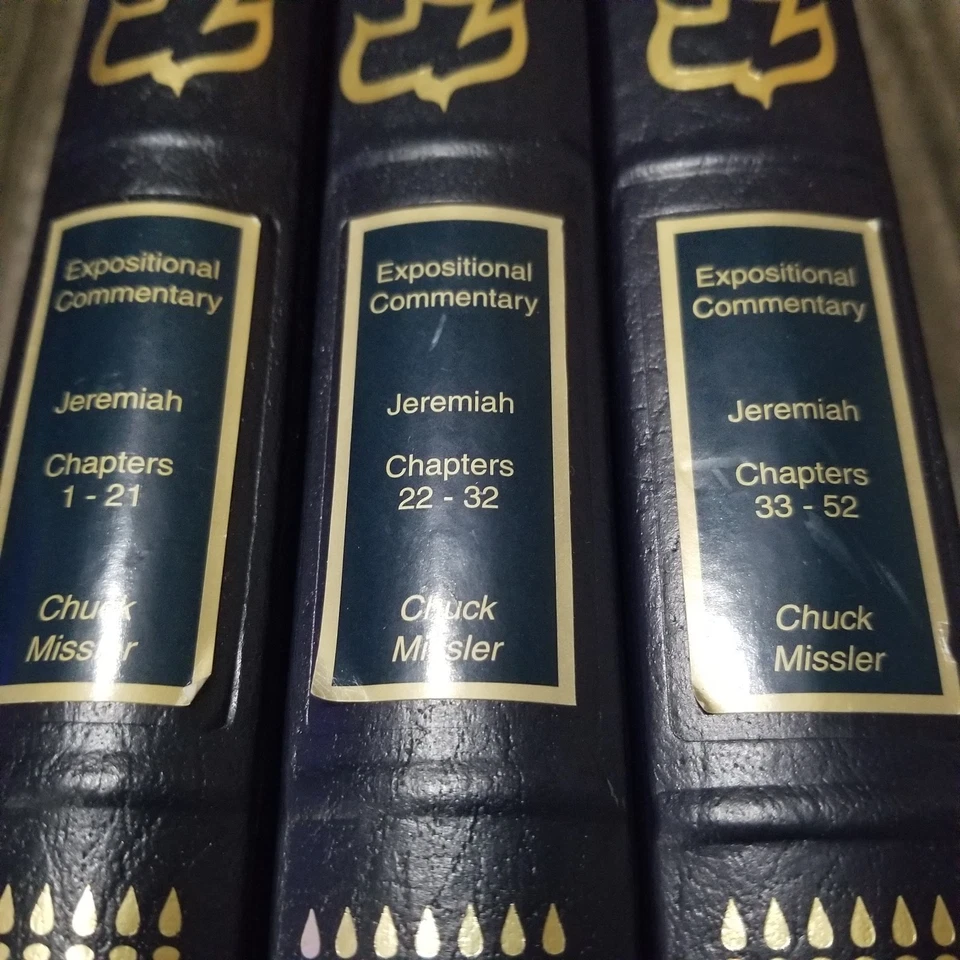 Expositional
Commentary
Jeremiah
Chapters
1 - 21
Chuck
Missler
Expositional
Commentary
Jeremiah
Chapters
22 - 32
Chuck
Missler
Expositional
Commentary
Jeremiah
Chapters
33 - 52
Chuck
Missler